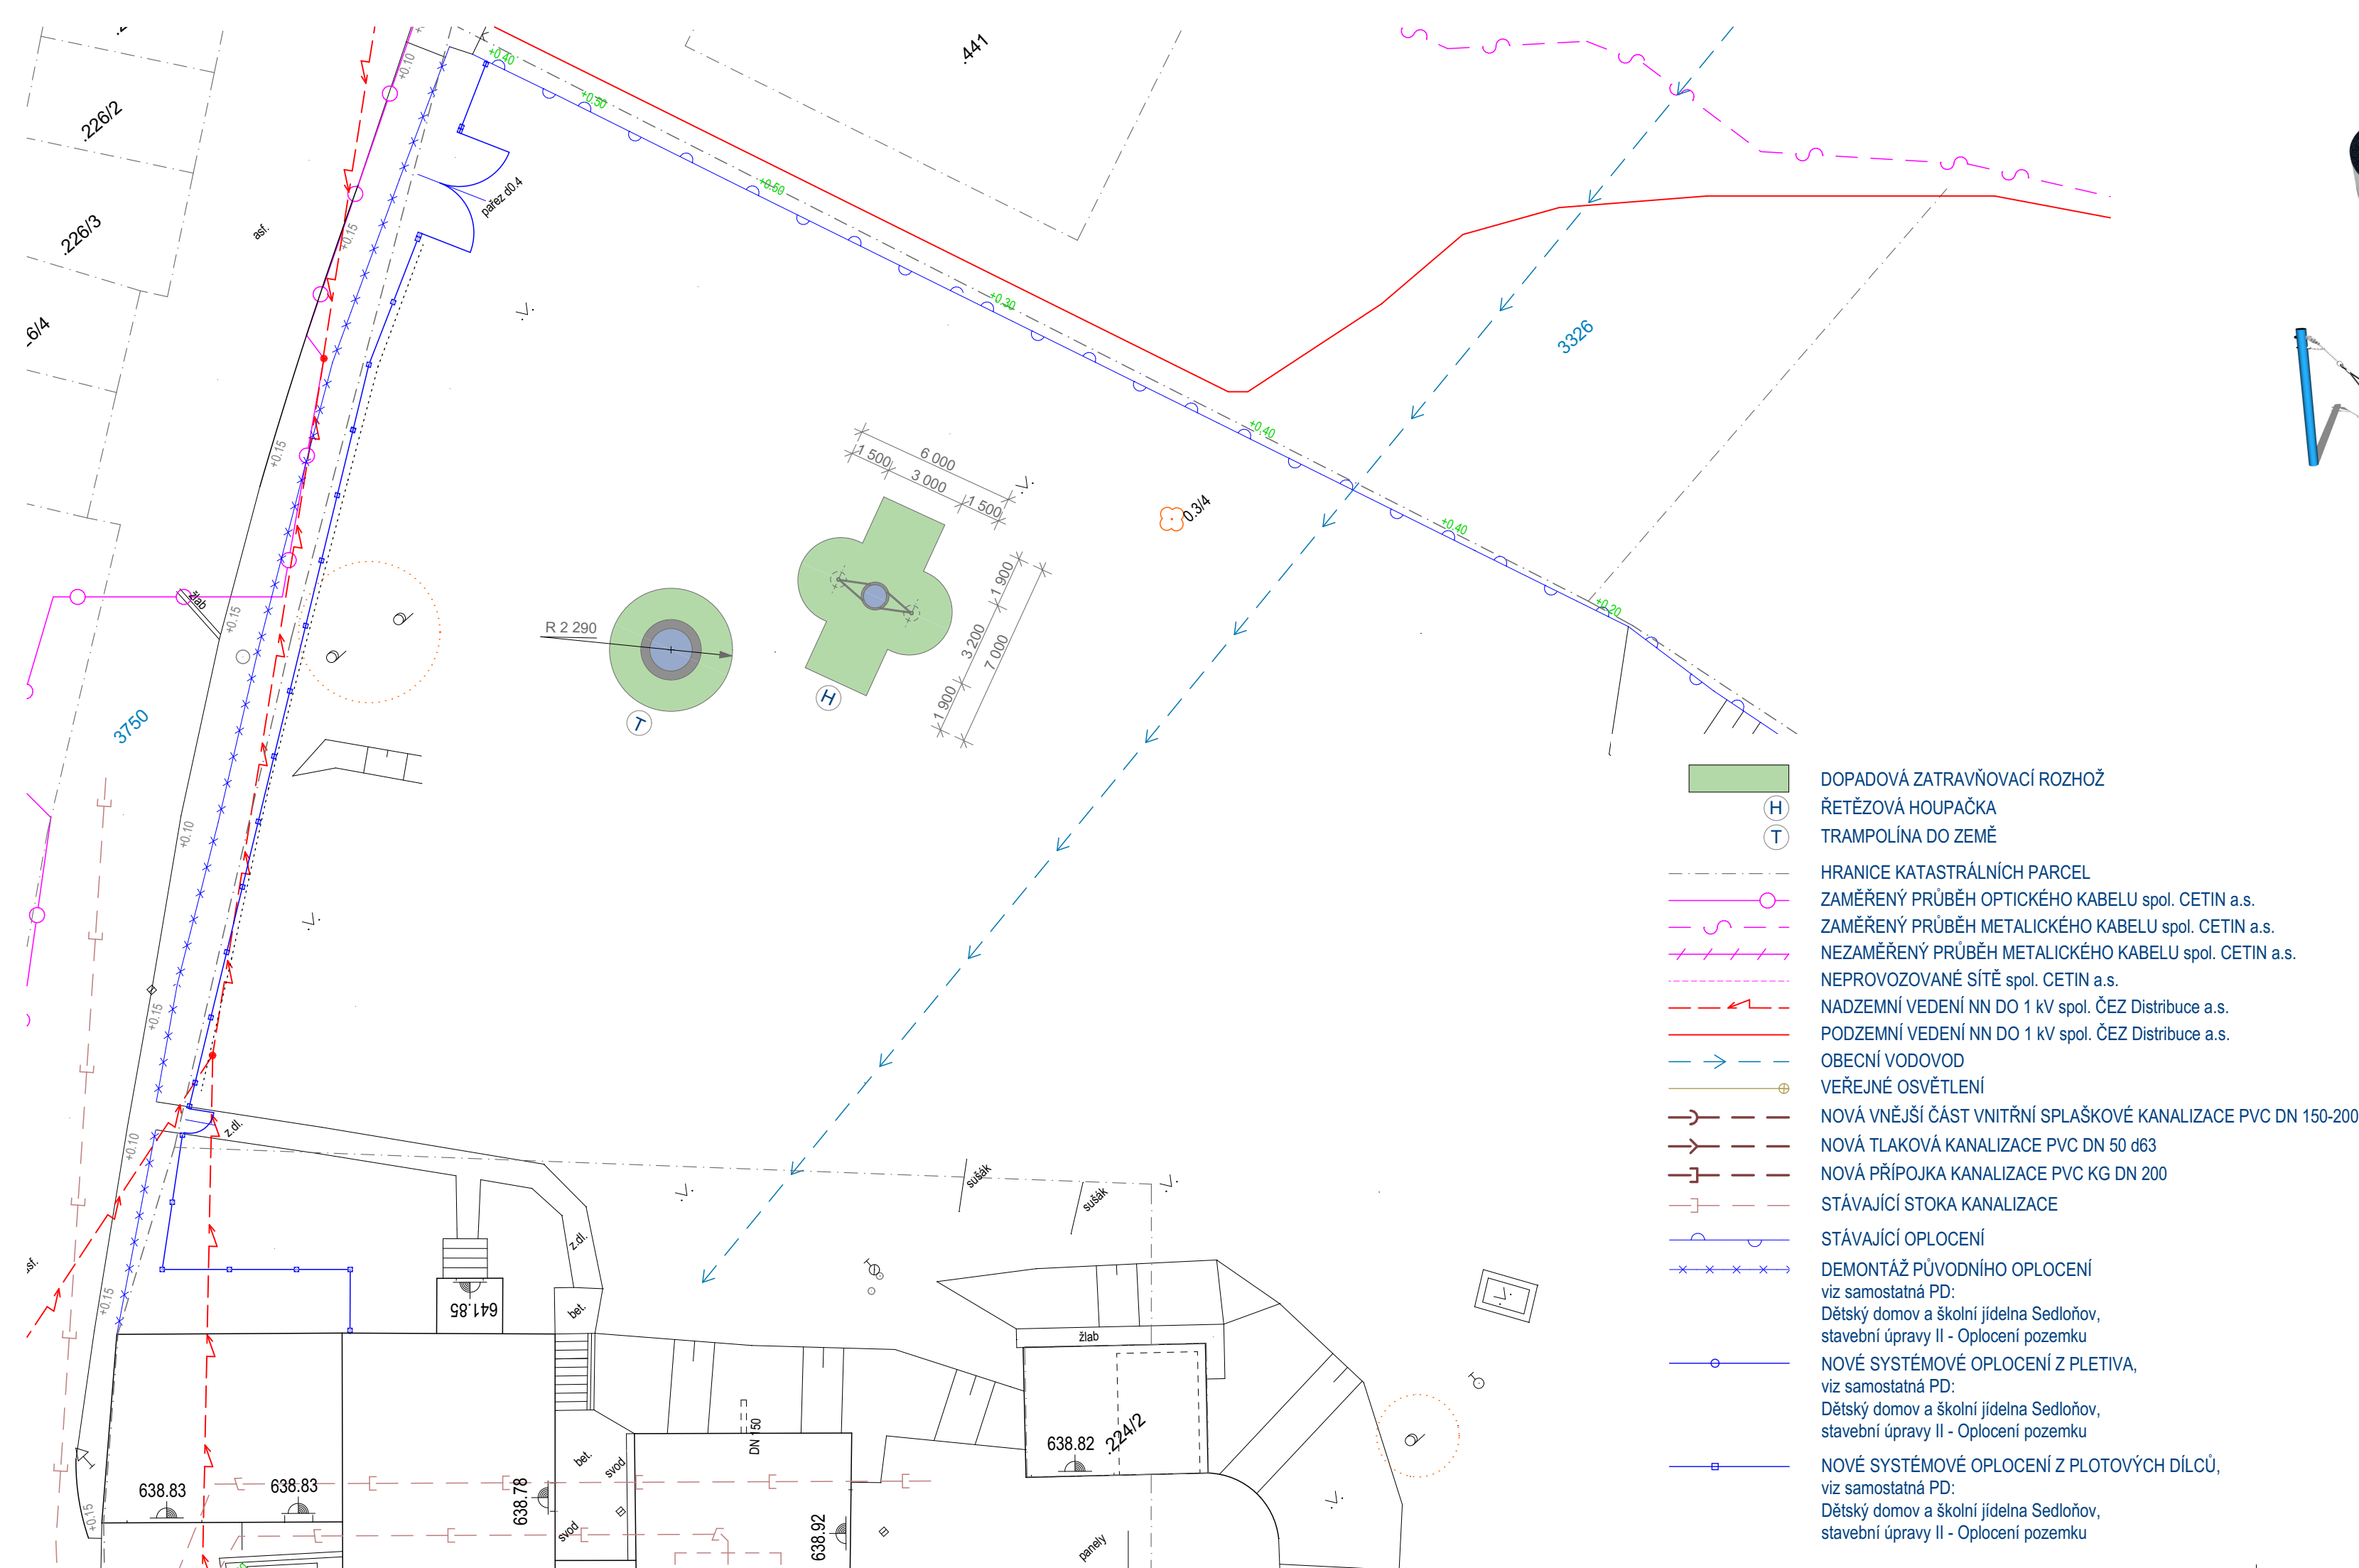 .441
.226/2
.226/3
6/4
+0.10
+0.40
+0.50
+0.50
+0.30
+0.40
+0.40
+0.20
asf.
+0.15
pařez d0.4
.V.
3326
6 000
1 500
3 000
1 500
.V.
0.3/4
+0.15
žlab
+0.15
R 2 290
1 900
3 200
7 000
1 900
H
T
3750
+0.10
.V.
+0.15
+0.10
z.dl.
.V.
sušák
sušák
.V.
z.dl.
+0.15
641.85
bet.
žlab
.V.
DN 150
638.82
.224/2
638.83
638.83
638.78
bet.
svod
svod
638.92
panely
.V.
+0.15
DOPADOVÁ ZATRAVŇOVACÍ ROZHOŽ
H ŘETĚZOVÁ HOUPAČKA
T TRAMPOLÍNA DO ZEMĚ
HRANICE KATASTRÁLNÍCH PARCEL
ZAMĚŘENÝ PRŮBĚH OPTICKÉHO KABELU spol. CETIN a.s.
ZAMĚŘENÝ PRŮBĚH METALICKÉHO KABELU spol. CETIN a.s.
NEZAMĚŘENÝ PRŮBĚH METALICKÉHO KABELU spol. CETIN a.s.
NEPROVOZOVANÉ SÍTĚ spol. CETIN a.s.
NADZEMNÍ VEDENÍ NN DO 1 kV spol. ČEZ Distribuce a.s.
PODZEMNÍ VEDENÍ NN DO 1 kV spol. ČEZ Distribuce a.s.
OBECNÍ VODOVOD
VEŘEJNÉ OSVĚTLENÍ
NOVÁ VNĚJŠÍ ČÁST VNITŘNÍ SPLAŠKOVÉ KANALIZACE PVC DN 150-200
NOVÁ TLAKOVÁ KANALIZACE PVC DN 50 d63
NOVÁ PŘÍPOJKA KANALIZACE PVC KG DN 200
STÁVAJÍCÍ STOKA KANALIZACE
STÁVAJÍCÍ OPLOCENÍ
DEMONTÁŽ PŮVODNÍHO OPLOCENÍ
viz samostatná PD:
Dětský domov a školní jídelna Sedloňov,
stavební úpravy II - Oplocení pozemku
NOVÉ SYSTÉMOVÉ OPLOCENÍ Z PLETIVA,
viz samostatná PD:
Dětský domov a školní jídelna Sedloňov,
stavební úpravy II - Oplocení pozemku
NOVÉ SYSTÉMOVÉ OPLOCENÍ Z PLOTOVÝCH DÍLCŮ,
viz samostatná PD:
Dětský domov a školní jídelna Sedloňov,
stavební úpravy II - Oplocení pozemku